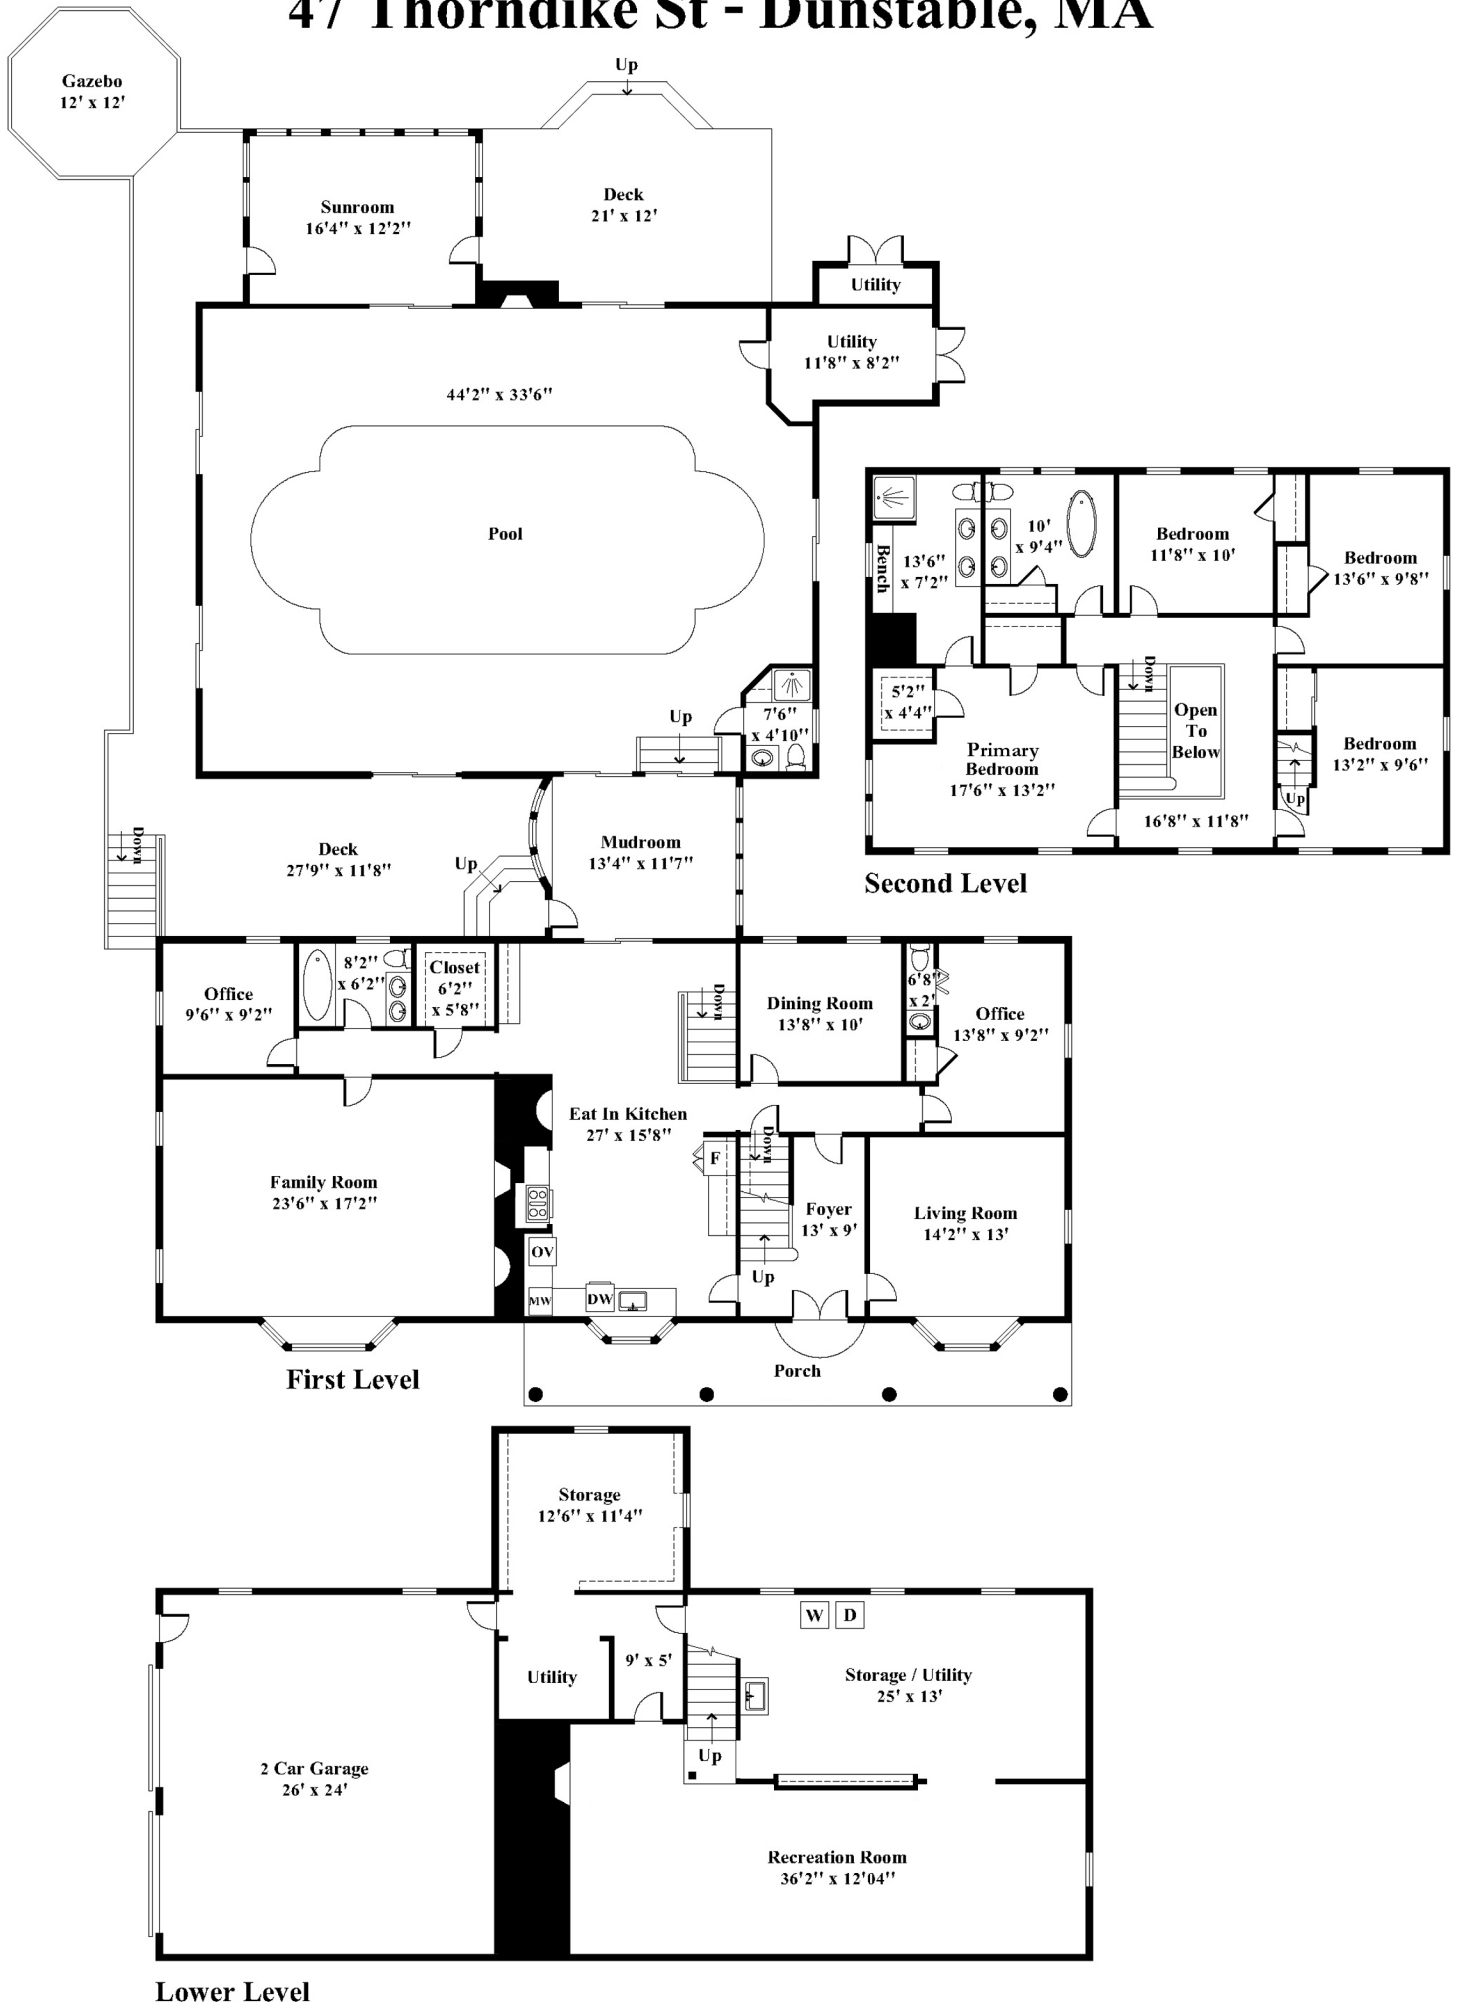 47 Thorndike St - Dunstable, MA
Gazebo
12' x 12'
Up
Sunroom
16'4" x 12'2"
Deck
21' x 12'
Utility
Utility
11'8" x 8'2"
44'2" x 33'6"
Pool
7'6"
x 4'10"
Up
Down
Deck
27'9" x 11'8"
Up
Mudroom
13'4" x 11'7"
Bench
13'6"
x 7'2"
10'
x 9'4"
Bedroom
11'8" x 10'
Bedroom
13'6" x 9'8"
5'2"
x 4'4"
Primary
Bedroom
17'6" x 13'2"
Down
Open
To
Below
16'8" x 11'8"
Up
Bedroom
13'2" x 9'6"
Second Level
Office
9'6" x 9'2"
8'2"
x 6'2"
Closet
6'2"
x 5'8"
Down
Dining Room
13'8" x 10'
6'8"
x 2'
Office
13'8" x 9'2"
Eat In Kitchen
27' x 15'8"
Family Room
23'6" x 17'2"
F
Down
Up
Foyer
13' x 9'
Living Room
14'2" x 13'
OV
MW
DW
Porch
First Level
Storage
12'6" x 11'4"
W
D
Utility
9' x 5'
Storage / Utility
25' x 13'
Up
2 Car Garage
26' x 24'
Recreation Room
36'2" x 12'04"
Lower Level